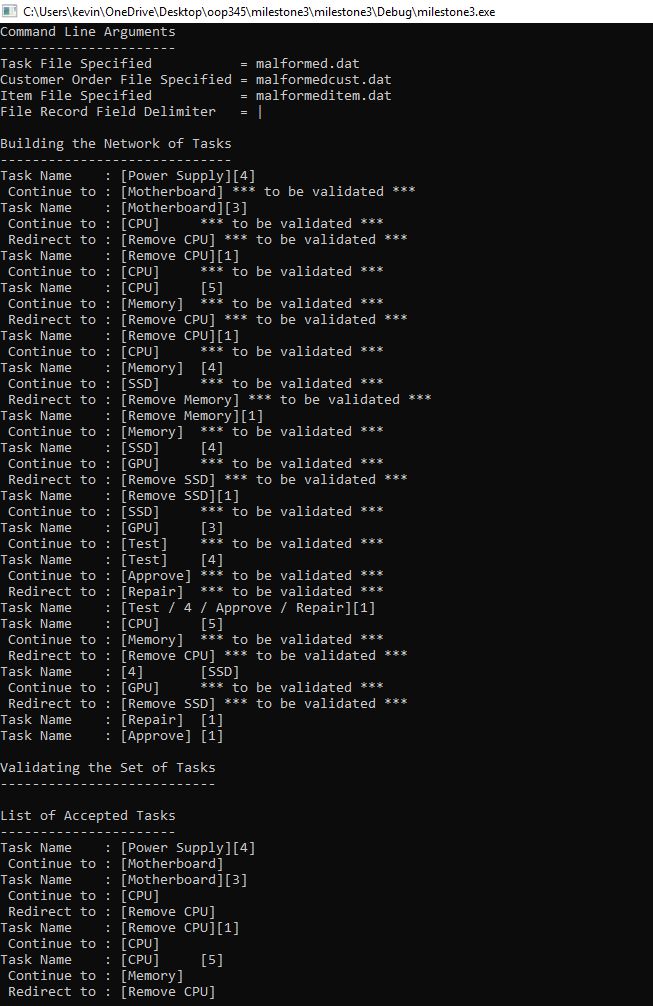 C:\Users\kevin\OneDrive\Desktop\oop345\milestone3\milestone3\Debug\milestone3.exe
Command Line Arguments
----------------------
Task File Specified           = malformed.dat
Customer Order File Specified = malformedcust.dat
Item File Specified           = malformeditem.dat
File Record Field Delimiter   = |

Building the Network of Tasks
-----------------------------
Task Name    : [Power Supply][4]
 Continue to : [Motherboard] *** to be validated ***
Task Name    : [Motherboard][3]
 Continue to : [CPU]     *** to be validated ***
 Redirect to : [Remove CPU] *** to be validated ***
Task Name    : [Remove CPU][1]
 Continue to : [CPU]     *** to be validated ***
Task Name    : [CPU]     [5]
 Continue to : [Memory]  *** to be validated ***
 Redirect to : [Remove CPU] *** to be validated ***
Task Name    : [Remove CPU][1]
 Continue to : [CPU]     *** to be validated ***
Task Name    : [Memory]  [4]
 Continue to : [SSD]     *** to be validated ***
 Redirect to : [Remove Memory] *** to be validated ***
Task Name    : [Remove Memory][1]
 Continue to : [Memory]  *** to be validated ***
Task Name    : [SSD]     [4]
 Continue to : [GPU]     *** to be validated ***
 Redirect to : [Remove SSD] *** to be validated ***
Task Name    : [Remove SSD][1]
 Continue to : [SSD]     *** to be validated ***
Task Name    : [GPU]     [3]
 Continue to : [Test]    *** to be validated ***
Task Name    : [Test]    [4]
 Continue to : [Approve] *** to be validated ***
 Redirect to : [Repair]  *** to be validated ***
Task Name    : [Test / 4 / Approve / Repair][1]
Task Name    : [CPU]     [5]
 Continue to : [Memory]  *** to be validated ***
 Redirect to : [Remove CPU] *** to be validated ***
Task Name    : [4]       [SSD]
 Continue to : [GPU]     *** to be validated ***
 Redirect to : [Remove SSD] *** to be validated ***
Task Name    : [Repair]  [1]
Task Name    : [Approve] [1]

Validating the Set of Tasks
---------------------------

List of Accepted Tasks
----------------------
Task Name    : [Power Supply][4]
 Continue to : [Motherboard]
Task Name    : [Motherboard][3]
 Continue to : [CPU]
 Redirect to : [Remove CPU]
Task Name    : [Remove CPU][1]
 Continue to : [CPU]
Task Name    : [CPU]     [5]
 Continue to : [Memory]
 Redirect to : [Remove CPU]